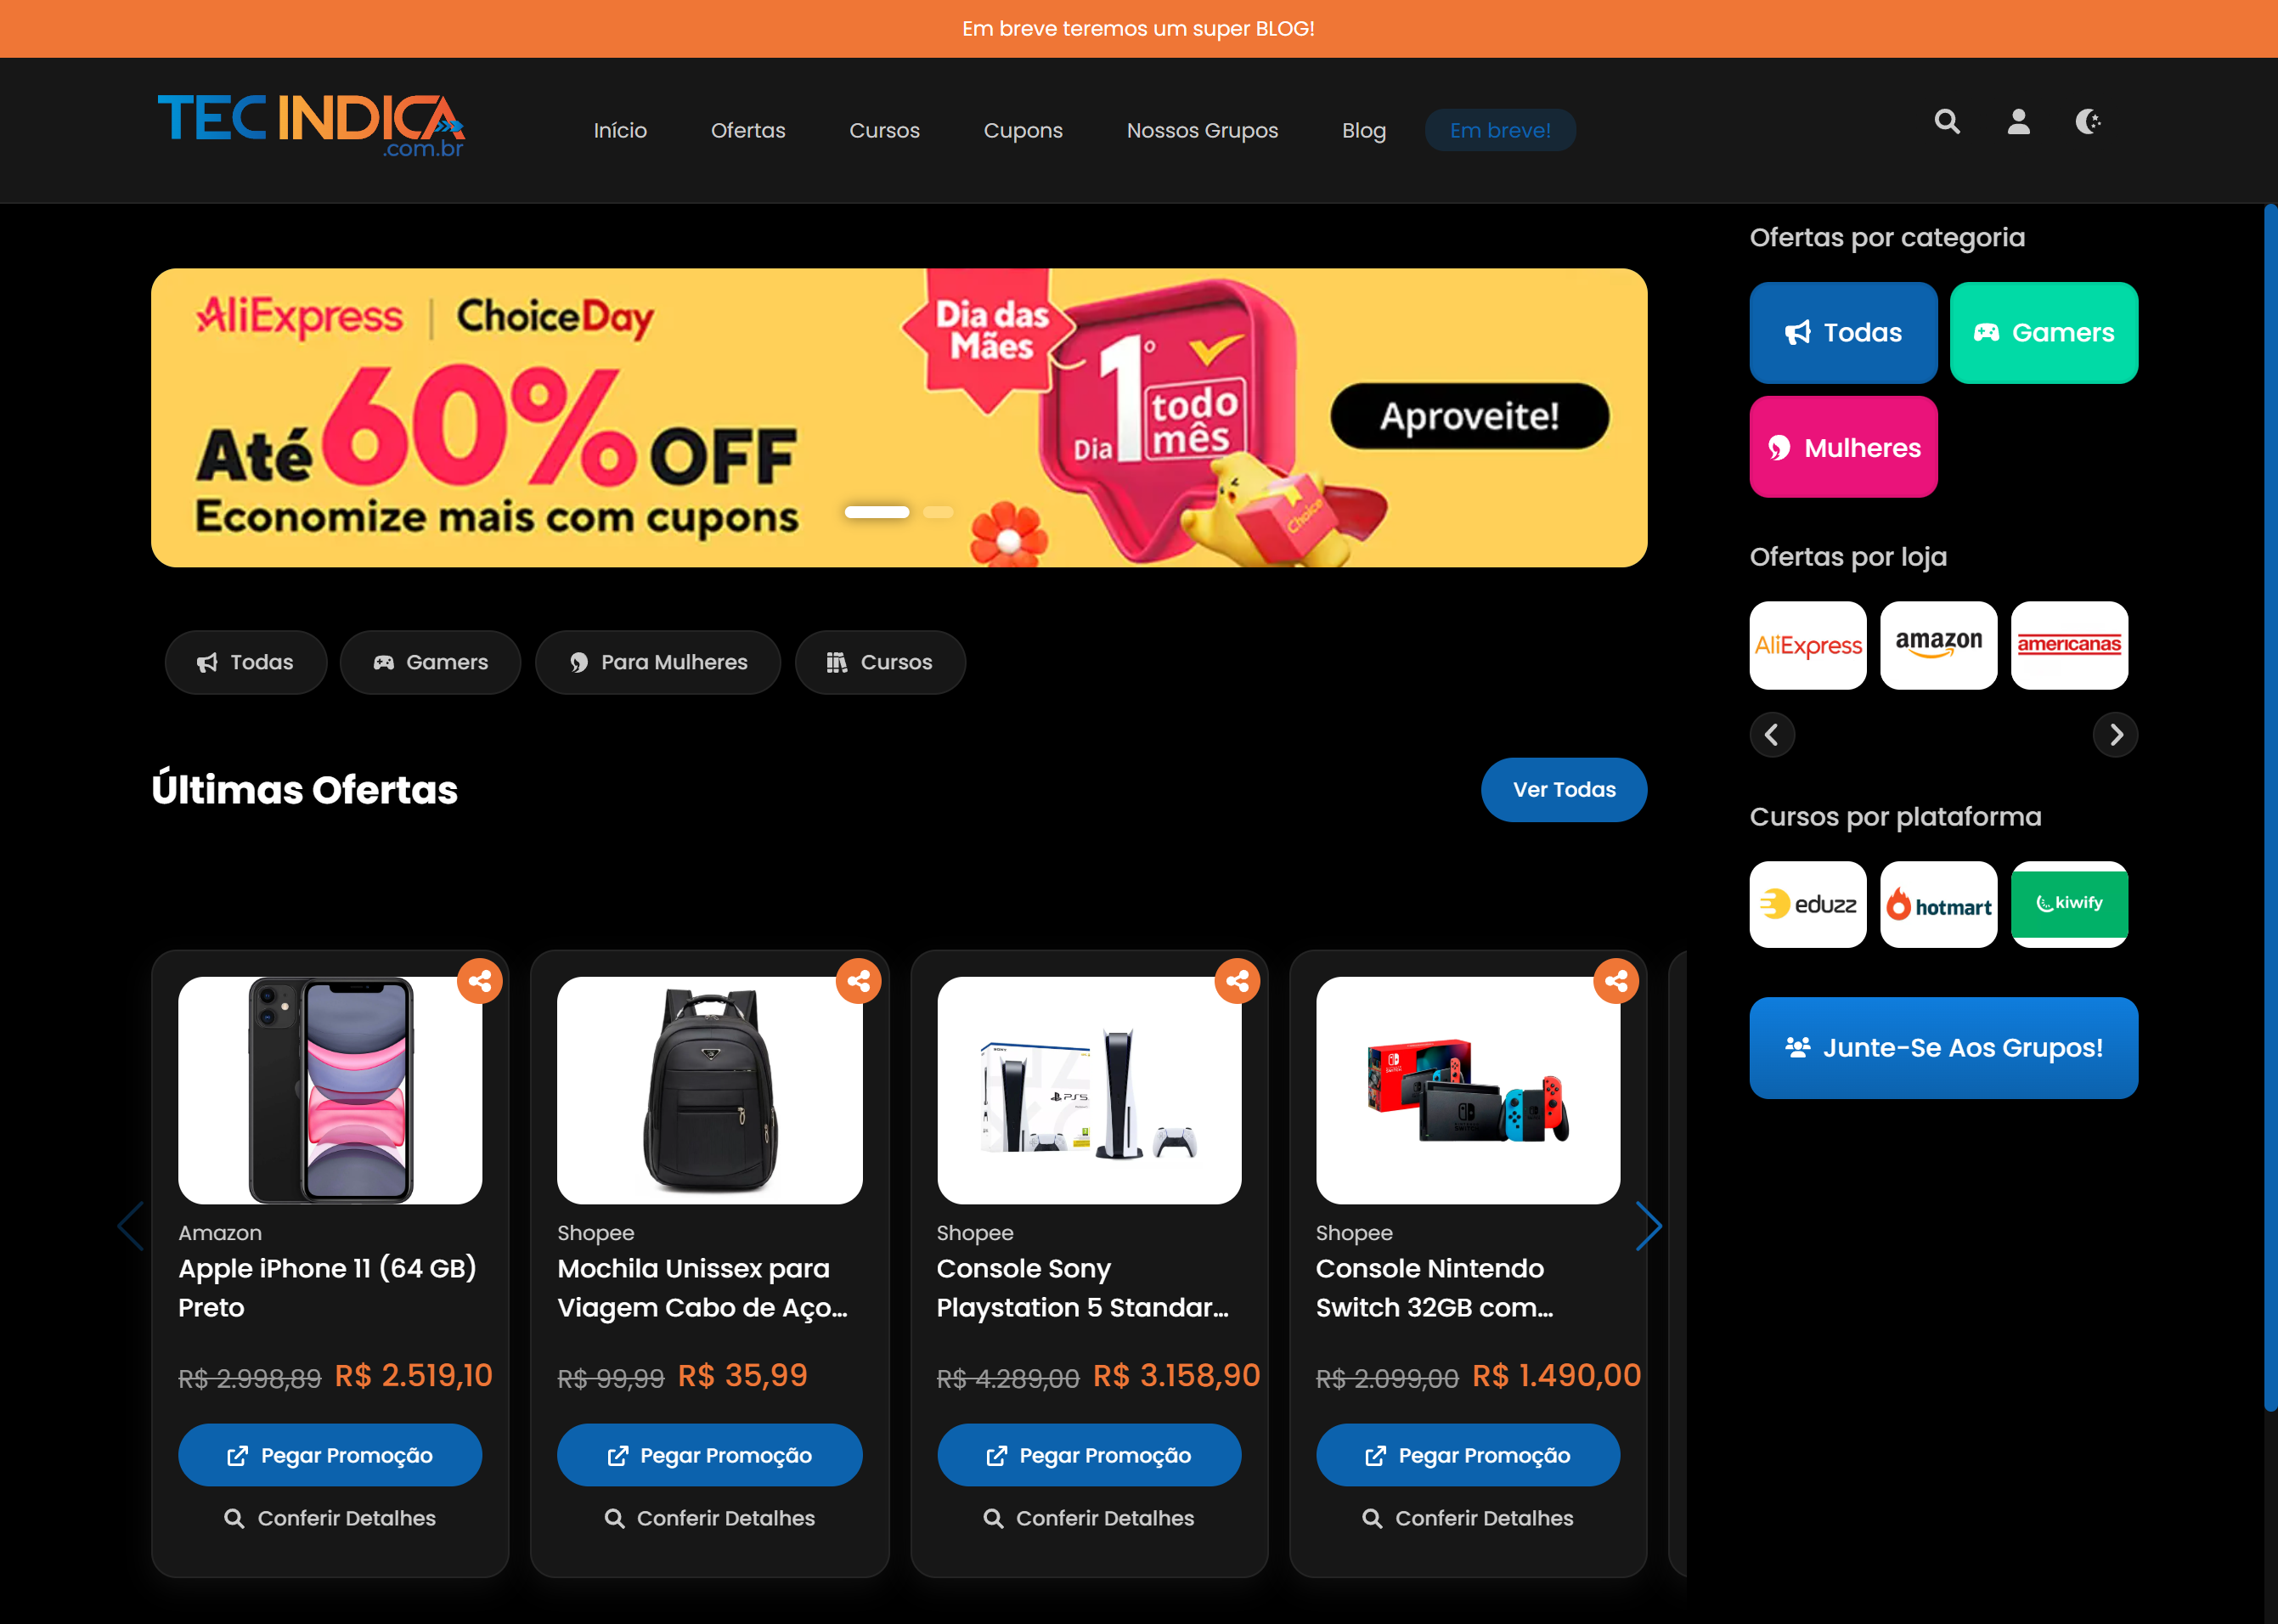 Em breve teremos um super BLOG!
TEC INDICA
.com.br
Início
Ofertas
Cursos
Cupons
Nossos Grupos
Blog
Em breve!
AliExpress | ChoiceDay
Até 60% OFF
Economize mais com cupons
Dia das
Mães
Dia 1º todo mês
Choice
Aproveite!
Todas
Gamers
Para Mulheres
Cursos
Últimas Ofertas
Ver Todas
Amazon
Apple iPhone 11 (64 GB)
Preto
R$ 2.998,89 R$ 2.519,10
Pegar Promoção
Conferir Detalhes
Shopee
Mochila Unissex para
Viagem Cabo de Aço...
R$ 99,99 R$ 35,99
Pegar Promoção
Conferir Detalhes
PS5
Shopee
Console Sony
Playstation 5 Standar...
R$ 4.289,00 R$ 3.158,90
Pegar Promoção
Conferir Detalhes
Shopee
Console Nintendo
Switch 32GB com...
R$ 2.099,00 R$ 1.490,00
Pegar Promoção
Conferir Detalhes
Ofertas por categoria
Todas
Gamers
Mulheres
Ofertas por loja
AliExpress
amazon
americanas
Cursos por plataforma
eduzz
hotmart
kiwify
Junte-Se Aos Grupos!